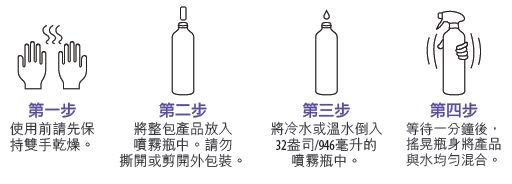 第一步
使用前請先保
持雙手乾燥。
第二步
將整包產品放入
噴霧瓶中。請勿
撕開或剪開外包裝。
第三步
將冷水或溫水倒入
32盎司/946毫升的
噴霧瓶中。
第四步
等待一分鐘後，
搖晃瓶身將產品
與水均勻混合。